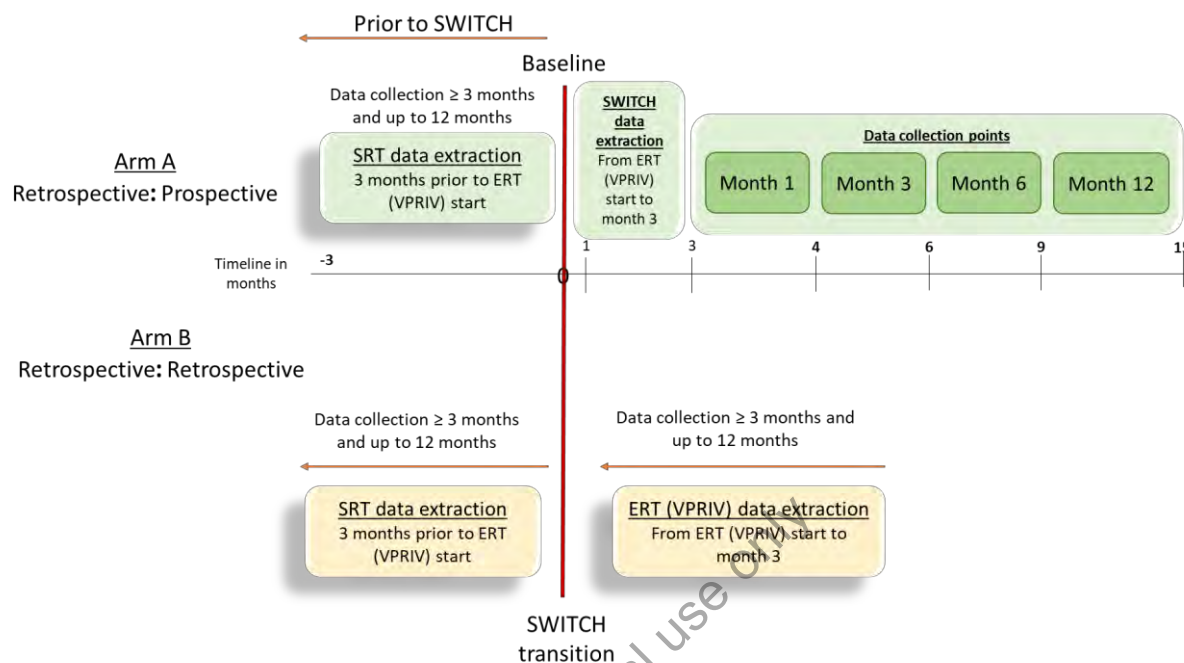 Prior to SWITCH
Baseline
Data collection ≥ 3 months
and up to 12 months
SWITCH
data
extraction
From ERT
(VPRIV)
start to
month 3
Data collection points
Arm A
Retrospective: Prospective
SRT data extraction
3 months prior to ERT
(VPRIV) start
Month 1
Month 3
Month 6
Month 12
Timeline in
months
-3
0
1
3
4
6
9
Arm B
Retrospective: Retrospective
Data collection ≥ 3 months
and up to 12 months
Data collection ≥ 3 months and
up to 12 months
SRT data extraction
3 months prior to ERT
(VPRIV) start
ERT (VPRIV) data extraction
From ERT (VPRIV) start to
month 3
SWITCH
transition
use only